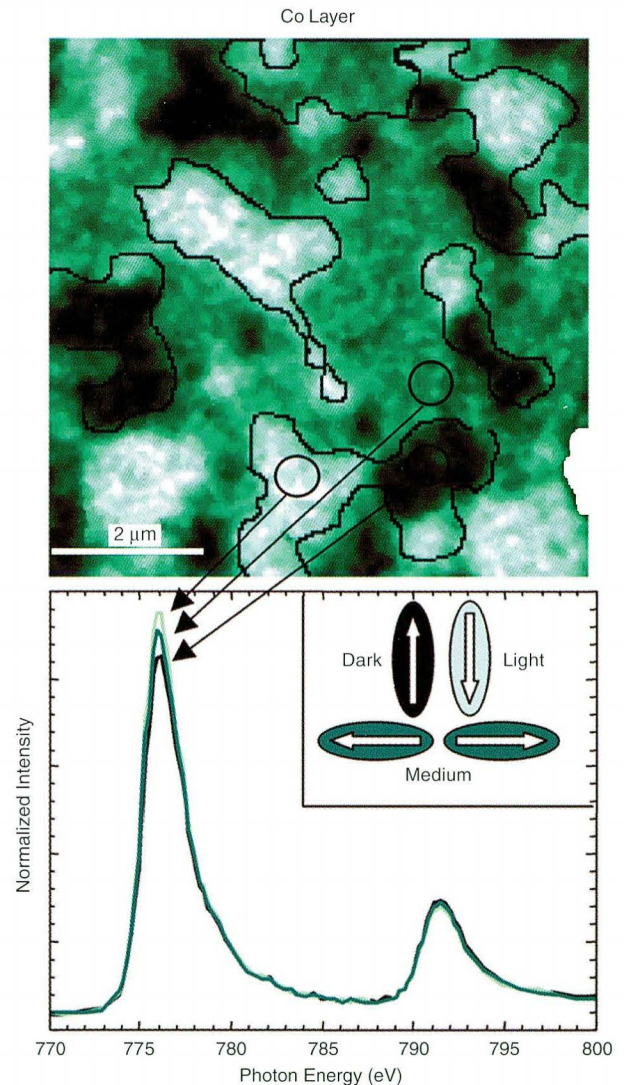 Co Layer
2 µm
Dark
Light
Medium
Normalized Intensity
770
775
780
785
790
795
800
Photon Energy (eV)